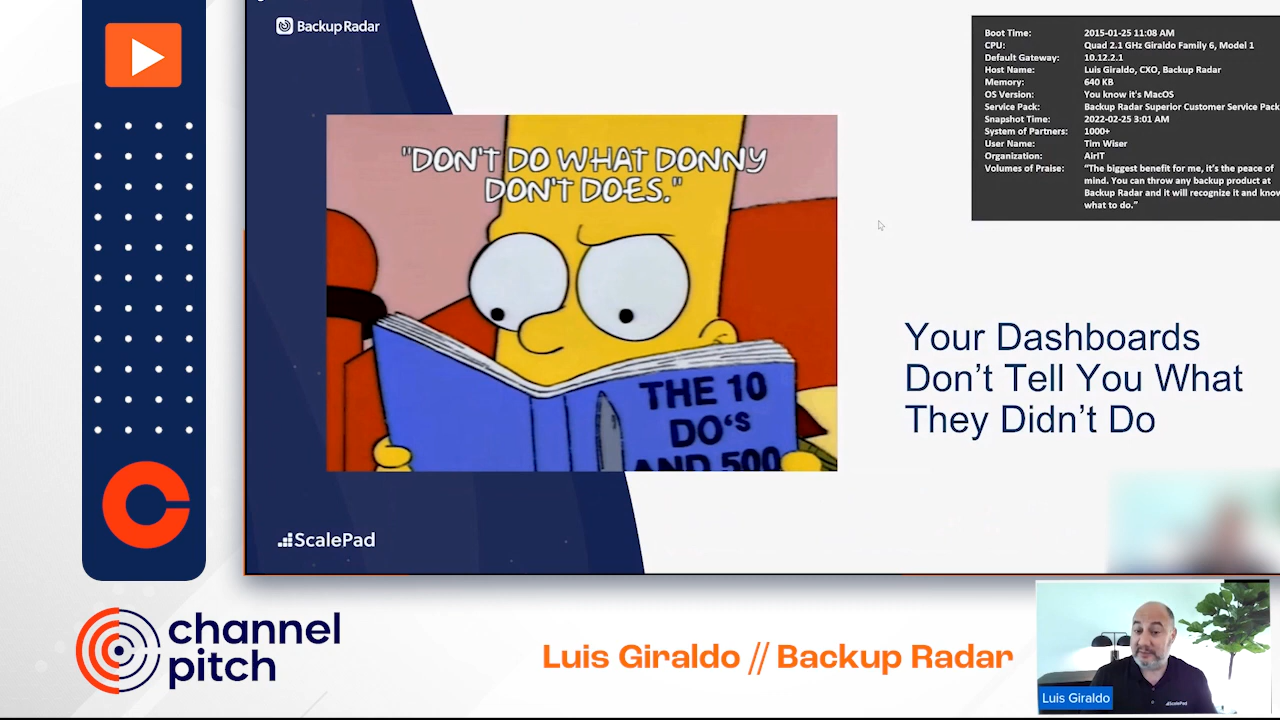 Backup Radar
Boot Time: 2015-01-25 11:08 AM
CPU: Quad 2.1 GHz Giraldo Family 6, Model 1
Default Gateway: 10.12.2.1
Host Name: Luis Giraldo, CXO, Backup Radar
Memory: 640 KB
OS Version: You know it's MacOS
Service Pack: Backup Radar Superior Customer Service Pack
Snapshot Time: 2022-02-25 3:01 AM
System of Partners: 1000+
User Name: Tim Wiser
Organization: AirIT
Volumes of Praise: “The biggest benefit for me, it’s the peace of
mind. You can throw any backup product at
Backup Radar and it will recognize it and know
what to do.”
"DON'T DO WHAT DONNY
DON'T DOES."
THE 10
DO'S
AND 500
Your Dashboards
Don’t Tell You What
They Didn’t Do
ScalePad
channel
pitch
Luis Giraldo // Backup Radar
Luis Giraldo
ScalePad